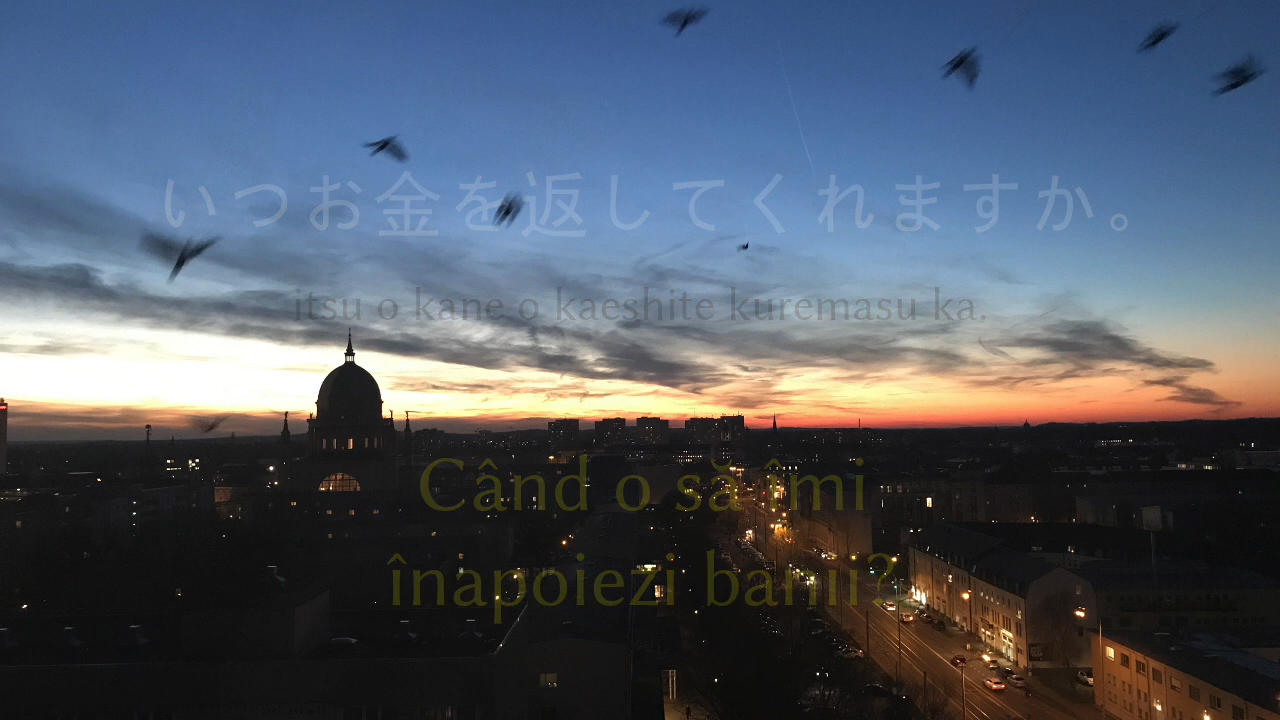 いつお金を返してくれますか。
itsu o kane o kaeshite kuremasu ka.
Când o să îmi
înapoiezi banii?